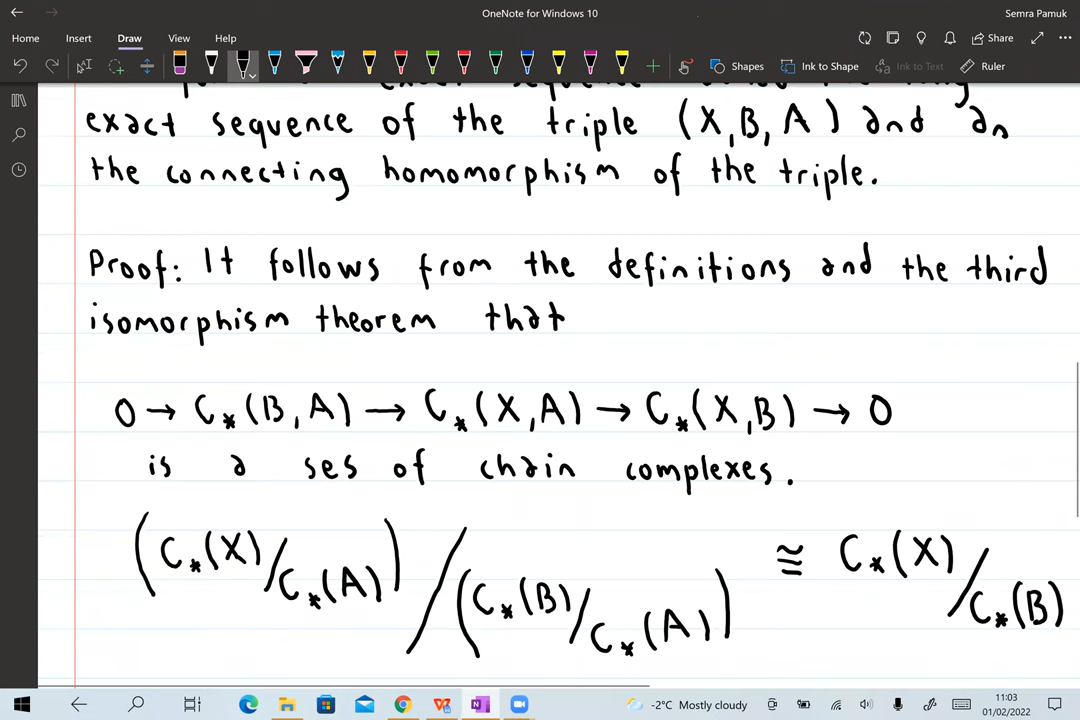 OneNote for Windows 10
Semra Pamuk
Home Insert Draw View Help
Share
Shapes Ink to Shape Ink to Text Ruler
exact sequence
exact sequence of the triple (X,B,A) and ∂n
the connecting homomorphism of the triple.
Proof: It follows from the definitions and the third
isomorphism theorem that
0 → C*(B,A) → C*(X,A) → C*(X,B) → 0
is a ses of chain complexes.
(C*(X)/C*(A))/(C*(B)/C*(A)) ≅ C*(X)/C*(B)
-2°C Mostly cloudy
11:03
01/02/2022